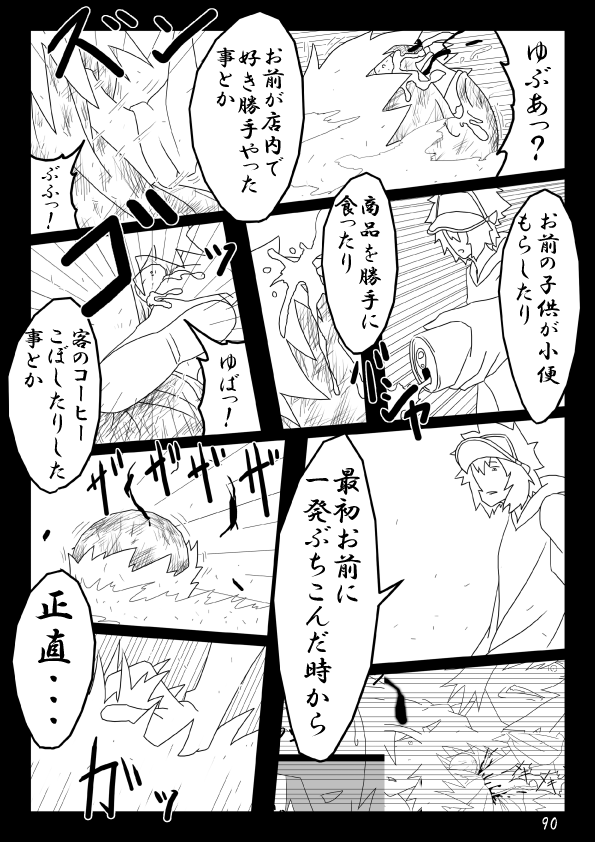 ゆぶあっ?
お前が店内で
好き勝手やった
事とか
ズン
ぶふっ!
お前の子供が小便
もらしたり
商品を勝手に
食ったり
バシャ
ゴッ
ゆばっ!
客のコーヒー
こぼしたりした
事とか
最初お前に
一発ぶちこんだ時から
ザザザザ
正直・・・
ガッ
メキメキ
90